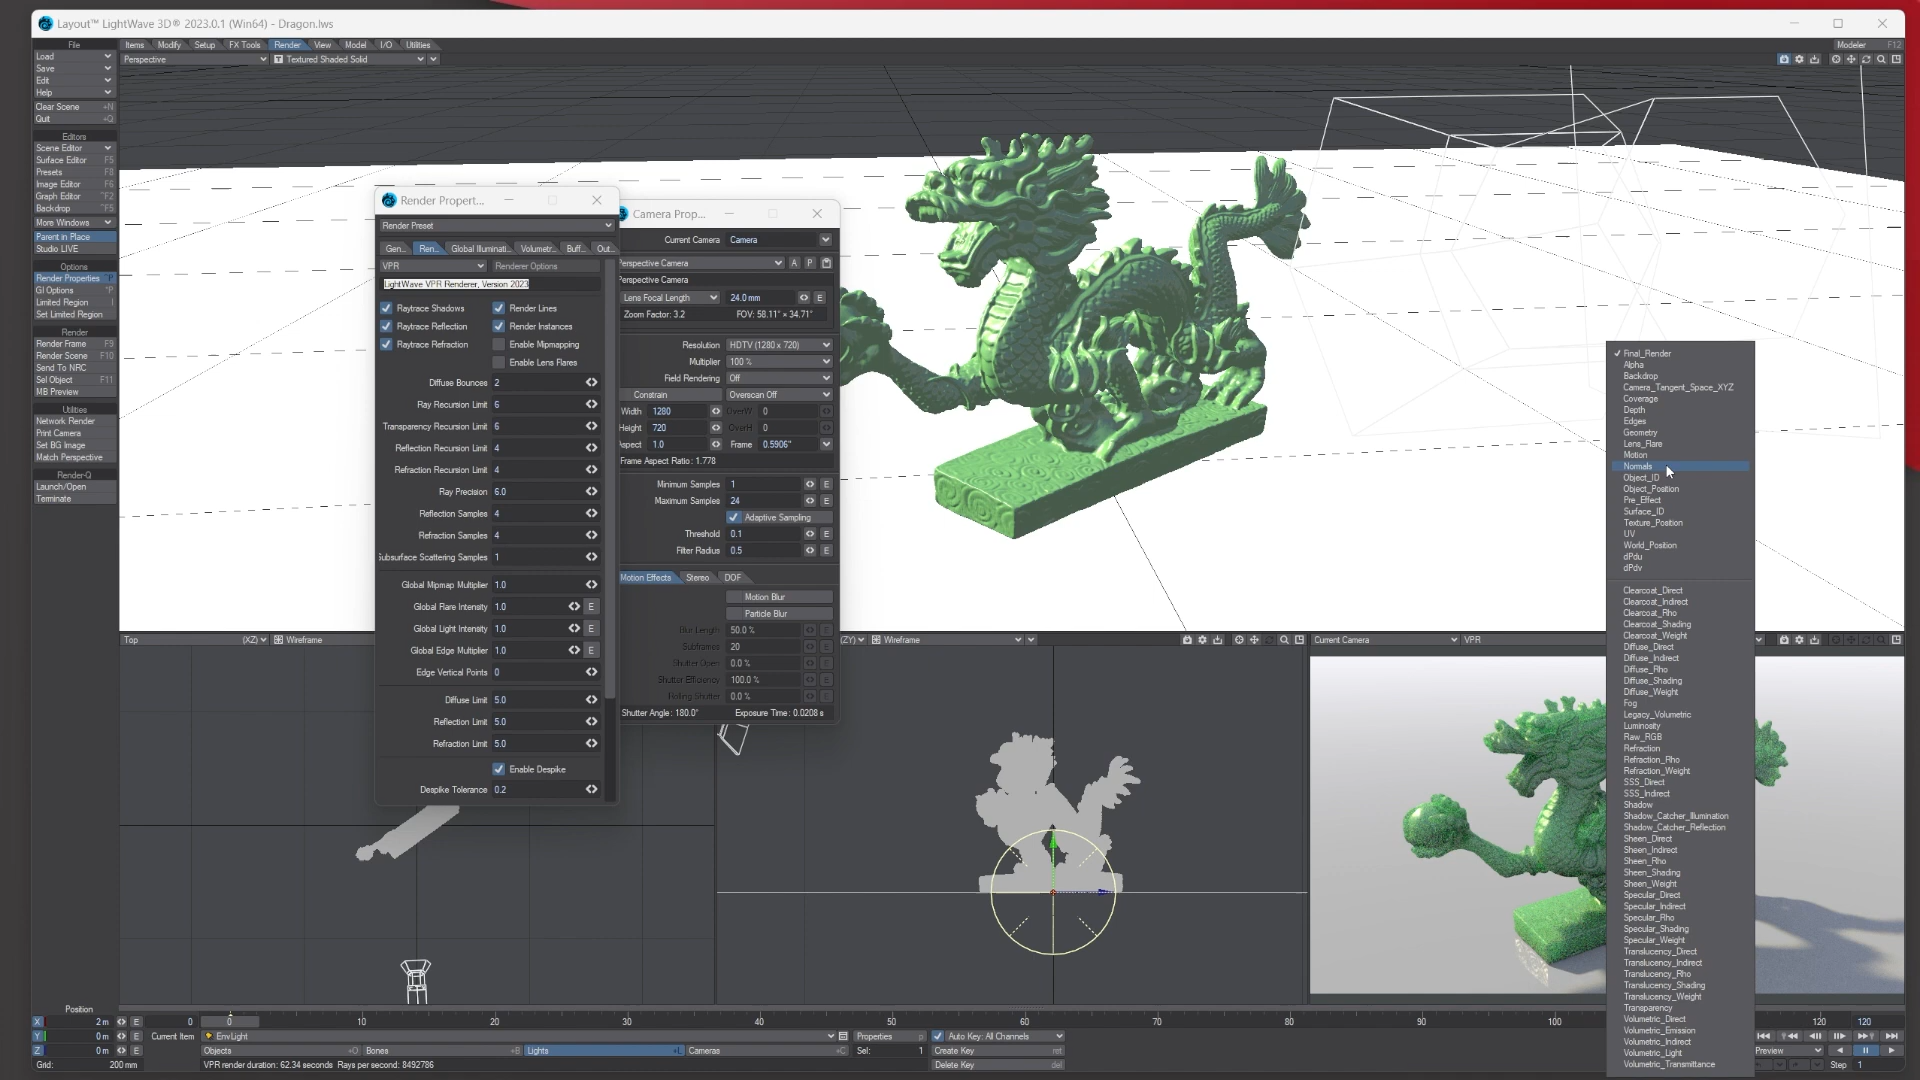 Layout™ LightWave 3D® 2023.0.1 (Win64) - Dragon.lws
File
Items Modify Setup FX Tools Render View Model I/O Utilities
Modeler F12
Load
Perspective
Textured Shaded Solid
Save
Edit
Help
Clear Scene
Quit
Editors
Scene Editor
Surface Editor F5
Presets F8
Image Editor F6
Graph Editor ^F2
Backdrop ^F5
More Windows
Parent in Place
Studio LIVE
Options
Render Properties
GI Options
Limited Region l
Set Limited Region
Render
Render Frame F9
Render Scene F10
Send To NRC
Sel Object F11
MB Preview
Utilities
Network Render
Print Camera
Set BG Image
Match Perspective
Render-Q
Launch/Open
Terminate
Render Propert...
Render Preset
Gen... Ren... Global Illuminati... Volumetr... Buff... Out...
VPR
Renderer Options
LightWave VPR Renderer, Version 2023
Raytrace Shadows
Render Lines
Raytrace Reflection
Render Instances
Raytrace Refraction
Enable Mipmapping
Enable Lens Flares
Diffuse Bounces 2
Ray Recursion Limit 6
Transparency Recursion Limit 6
Reflection Recursion Limit 4
Refraction Recursion Limit 4
Ray Precision 6.0
Reflection Samples 4
Refraction Samples 4
Subsurface Scattering Samples 1
Global Mipmap Multiplier 1.0
Global Flare Intensity 1.0 E
Global Light Intensity 1.0 E
Global Edge Multiplier 1.0 E
Edge Vertical Points 0
Diffuse Limit 5.0
Reflection Limit 5.0
Refraction Limit 5.0
Enable Despike
Despike Tolerance 0.2
Camera Prop...
Current Camera Camera
Perspective Camera A P
Perspective Camera
Lens Focal Length 24.0 mm E
Zoom Factor: 3.2 FOV: 58.11° × 34.71°
Resolution HDTV (1280 x 720)
Multiplier 100 %
Field Rendering Off
Constrain Overscan Off
Width 1280 OverW 0
Height 720 OverH 0
Aspect 1.0 Frame 0.5906"
Frame Aspect Ratio: 1.778
Minimum Samples 1 E
Maximum Samples 24 E
Adaptive Sampling
Threshold 0.1 E
Filter Radius 0.5 E
Motion Effects Stereo DOF
Motion Blur
Particle Blur
Blur Length 50.0 %
Subframes 20
Shutter Open 0.0 %
Shutter Efficiency 100.0 %
Rolling Shutter 0.0 %
Shutter Angle: 180.0° Exposure Time: 0.0208 s
Final_Render
Alpha
Backdrop
Camera_Tangent_Space_XYZ
Coverage
Depth
Edges
Geometry
Lens_Flare
Motion
Normals
Object_ID
Object_Position
Pre_Effect
Surface_ID
Texture_Position
UV
World_Position
dPdu
dPdv
Clearcoat_Direct
Clearcoat_Indirect
Clearcoat_Rho
Clearcoat_Shading
Clearcoat_Weight
Diffuse_Direct
Diffuse_Indirect
Diffuse_Rho
Diffuse_Shading
Diffuse_Weight
Fog
Legacy_Volumetric
Luminosity
Raw_RGB
Refraction
Refraction_Rho
Refraction_Weight
SSS_Direct
SSS_Indirect
Shadow
Shadow_Catcher_Illumination
Shadow_Catcher_Reflection
Sheen_Direct
Sheen_Indirect
Sheen_Rho
Sheen_Shading
Sheen_Weight
Specular_Direct
Specular_Indirect
Specular_Rho
Specular_Shading
Specular_Weight
Translucency_Direct
Translucency_Indirect
Translucency_Rho
Translucency_Shading
Translucency_Weight
Transparency
Volumetric_Direct
Volumetric_Emission
Volumetric_Indirect
Volumetric_Light
Volumetric_Transmittance
Top (XZ) Wireframe
(ZY) Wireframe
Current Camera VPR
Position
X 2 m E 0
0 10 20 30 40 50 60 70 80 90 100 120 120
Y 0 m E Current Item EnvLight Properties p Auto Key: All Channels
Z 0 m E Objects +O Bones +B Lights +L Cameras +C Sel: 1 Create Key ret
Preview
Grid: 200 mm VPR render duration: 62.34 seconds Rays per second: 8492786 Delete Key del
Step 1